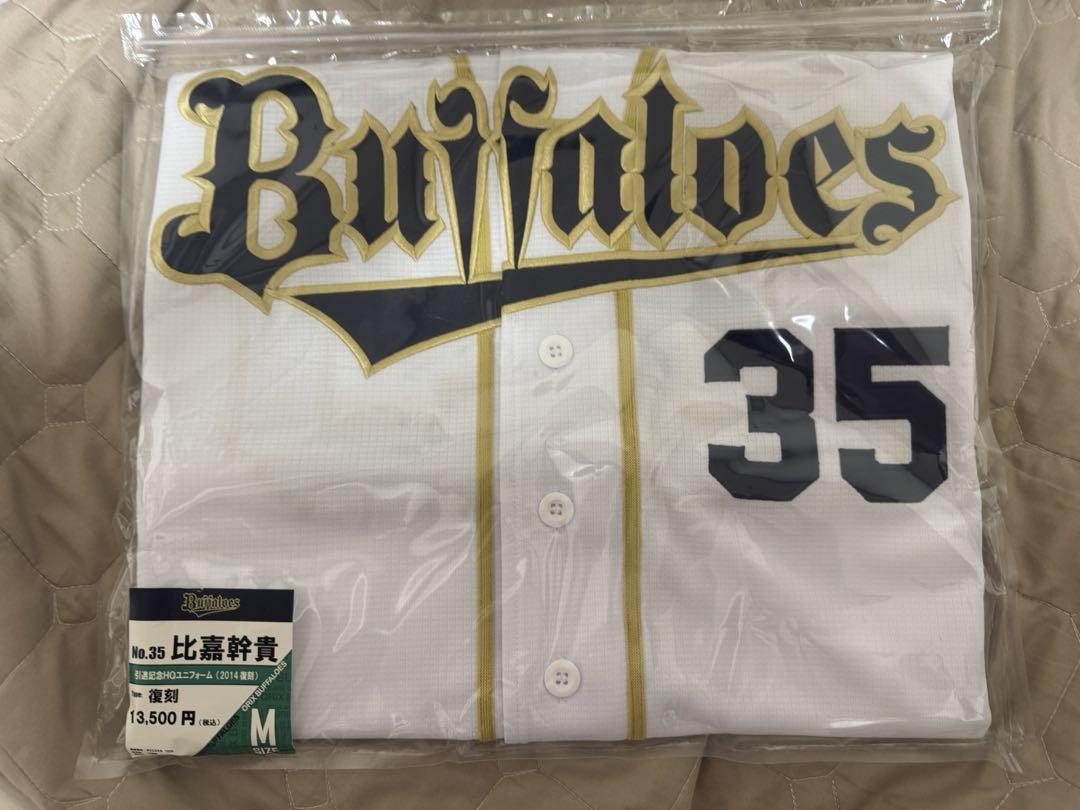 Buffaloes
35
Buffaloes
No.35 比嘉幹貴
引退記念HQユニフォーム（2014復刻）
復刻
13,500円（税込）
ORIX BUFFALOES
M
SIZE